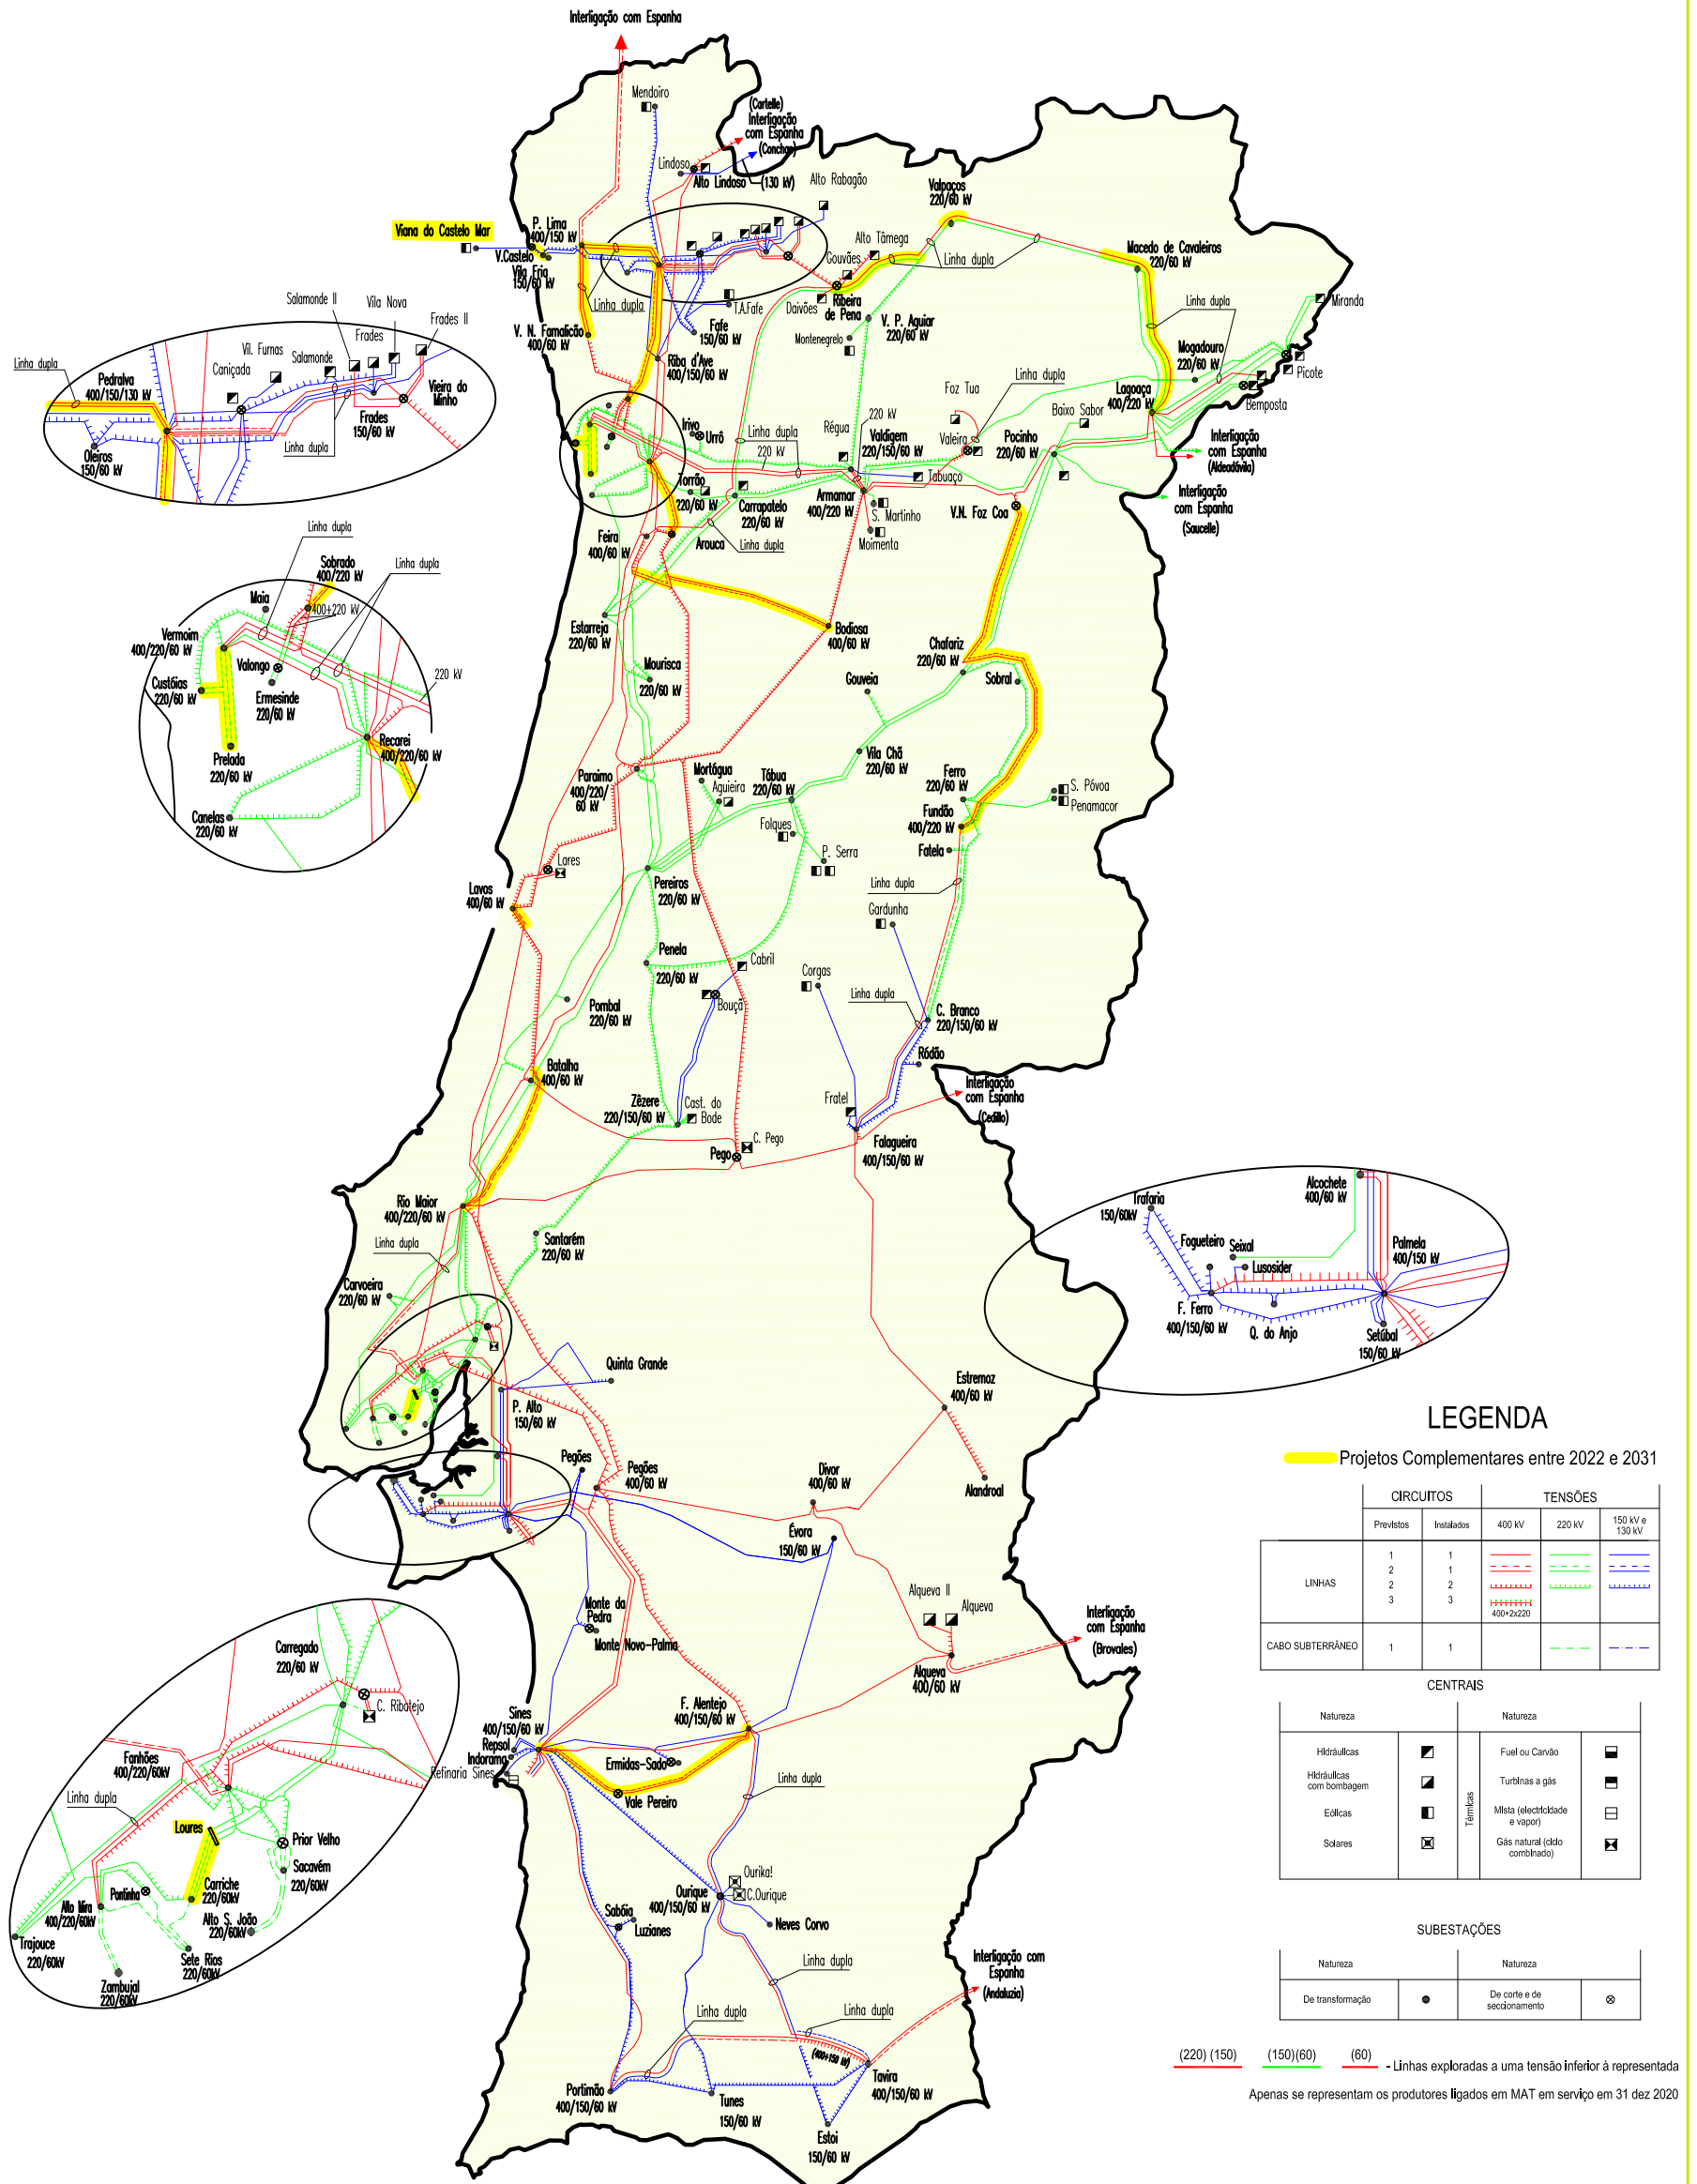 Interligação com Espanha
Mendoiro
(Cartelle)
Interligação
com Espanha
(Conchas)
Lindoso
Alto Lindoso
(130 kV)
Alto Rabagão
Valpaços
220/60 kV
Viana do Castelo Mar
P. Lima
400/150 kV
V.Castelo
Vila Fria
150/60 kV
Linha dupla
Alto Tâmega
Gouvães
Linha dupla
Macedo de Cavaleiros
220/60 kV
Daivões
Ribeira
de Pena
T.A.Fafe
Fafe
150/60 kV
V. N. Famalicão
400/60 kV
Montenegrelo
V. P. Aguiar
220/60 kV
Linha dupla
Miranda
Mogadouro
220/60 kV
Picote
Bemposta
Riba d'Ave
400/150/60 kV
Foz Tua
Linha dupla
Lagoaça
400/220 kV
Baixo Sabor
Salamonde II
Vila Nova
Frades
Frades II
Vil. Furnas
Caniçada
Salamonde
Linha dupla
Pedralva
400/150/130 kV
Vieira do
Minho
Frades
150/60 kV
Linha dupla
Oleiros
150/60 kV
Irivo
Urrô
Linha dupla
220 kV
220 kV
Régua
Valdigem
220/150/60 kV
Valeira
Pocinho
220/60 kV
Interligação
com Espanha
(Aldeadávila)
Tabuaço
Torrão
220/60 kV
Carrapatelo
220/60 kV
Armamar
400/220 kV
S. Martinho
Moimenta
V.N. Foz Coa
Interligação
com Espanha
(Saucelle)
Feira
400/60 kV
Arouca
Linha dupla
Linha dupla
Sobrado
400/220 kV
Linha dupla
Maia
400+220 kV
Vermoim
400/220/60 kV
Valongo
Custóias
220/60 kV
Ermesinde
220/60 kV
220 kV
Prelada
220/60 kV
Recarei
400/220/60 kV
Canelas
220/60 kV
Estarreja
220/60 kV
Bodiosa
400/60 kV
Mourisca
220/60 kV
Chafariz
220/60 kV
Sobral
Gouveia
Vila Chã
220/60 kV
Paraimo
400/220/
60 kV
Mortágua
Aguieira
Tábua
220/60 kV
Ferro
220/60 kV
S. Póvoa
Penamacor
Folques
Fundão
400/220 kV
Fatela
P. Serra
Lares
Lavos
400/60 kV
Pereiros
220/60 kV
Linha dupla
Gardunha
Penela
220/60 kV
Cabril
Corgas
Bouçã
Linha dupla
Pombal
220/60 kV
C. Branco
220/150/60 kV
Ródão
Batalha
400/60 kV
Zêzere
220/150/60 kV
Cast. do
Bode
Fratel
Interligação
com Espanha
(Cedillo)
C. Pego
Pego
Falagueira
400/150/60 kV
Rio Maior
400/220/60 kV
Linha dupla
Santarém
220/60 kV
Carvoeira
220/60 kV
Alcochete
400/60 kV
Trafaria
150/60kV
Fogueteiro
Seixal
Lusosider
Palmela
400/150 kV
F. Ferro
400/150/60 kV
Q. do Anjo
Setúbal
150/60 kV
Quinta Grande
P. Alto
150/60 kV
Estremoz
400/60 kV
Pegões
Pegões
400/60 kV
Divor
400/60 kV
Alandroal
Évora
150/60 kV
LEGENDA
Projetos Complementares entre 2022 e 2031
CIRCUITOS
TENSÕES
Previstos
Instalados
400 kV
220 kV
150 kV e
130 kV
LINHAS
1 1
2 1
2 2
3 3
400+2x220
CABO SUBTERRÂNEO
1 1
CENTRAIS
Natureza
Natureza
Hidráulicas
Fuel ou Carvão
Hidráulicas
com bombagem
Turbinas a gás
Térmicas
Eólicas
Mista (electricidade
e vapor)
Solares
Gás natural (ciclo
combinado)
SUBESTAÇÕES
Natureza
Natureza
De transformação
De corte e de
seccionamento
(220) (150)
(150)(60)
(60)
- Linhas exploradas a uma tensão inferior à representada
Apenas se representam os produtores ligados em MAT em serviço em 31 dez 2020
Alqueva II
Alqueva
Interligação
com Espanha
(Brovales)
Alqueva
400/60 kV
Monte da
Pedra
Monte Novo-Palma
Sines
400/150/60 kV
Repsol
Indorama
Refinaria Sines
F. Alentejo
400/150/60 kV
Ermidas-Sado
Vale Pereiro
Linha dupla
Carregado
220/60 kV
C. Ribatejo
Fanhões
400/220/60kV
Linha dupla
Loures
Prior Velho
Sacavém
220/60kV
Pontinha
Carriche
220/60kV
Alto Mira
400/220/60kV
Alto S. João
220/60kV
Trajouce
220/60kV
Sete Rios
220/60kV
Zambujal
220/60kV
Ourika!
C.Ourique
Ourique
400/150/60 kV
Neves Corvo
Sabóia
Luzianes
Linha dupla
Interligação com
Espanha
(Andaluzia)
Linha dupla
Linha dupla
(400+150 kV)
Tavira
400/150/60 kV
Portimão
400/150/60 kV
Tunes
150/60 kV
Estoi
150/60 kV